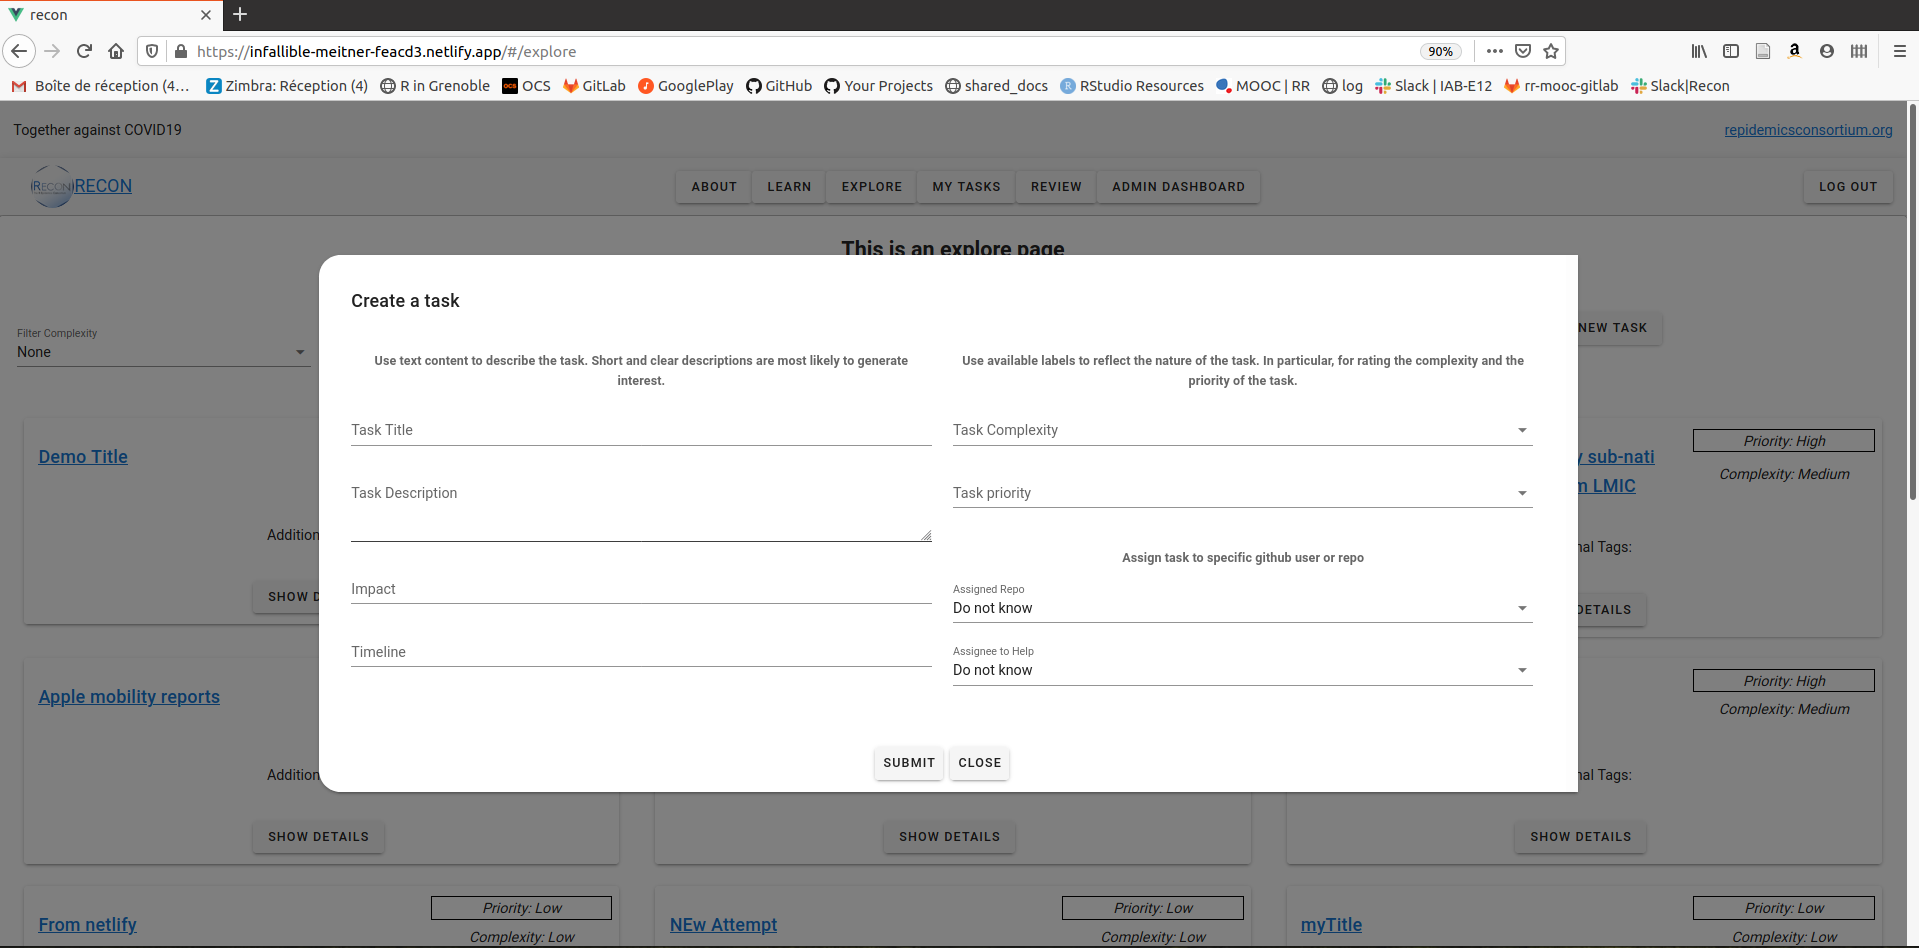 recon
https://infallible-meitner-feacd3.netlify.app/#/explore
90%
Boîte de réception (4…
Zimbra: Réception (4)
R in Grenoble
OCS
GitLab
GooglePlay
GitHub
Your Projects
shared_docs
RStudio Resources
MOOC | RR
log
Slack | IAB-E12
rr-mooc-gitlab
Slack|Recon
Together against COVID19
repidemicsconsortium.org
RECON
RECON
ABOUT
LEARN
EXPLORE
MY TASKS
REVIEW
ADMIN DASHBOARD
LOG OUT
This is an explore page
Filter Complexity
None
NEW TASK
Create a task
Use text content to describe the task. Short and clear descriptions are most likely to generate
interest.
Use available labels to reflect the nature of the task. In particular, for rating the complexity and the
priority of the task.
Task Title
Task Complexity
Task Description
Task priority
Assign task to specific github user or repo
Impact
Assigned Repo
Do not know
Timeline
Assignee to Help
Do not know
SUBMIT
CLOSE
Demo Title
Addition
SHOW D
y sub-nati
m LMIC
Priority: High
Complexity: Medium
nal Tags:
DETAILS
Apple mobility reports
Addition
SHOW DETAILS
SHOW DETAILS
Priority: High
Complexity: Medium
nal Tags:
SHOW DETAILS
From netlify
Priority: Low
Complexity: Low
NEw Attempt
Priority: Low
Complexity: Low
myTitle
Priority: Low
Complexity: Low